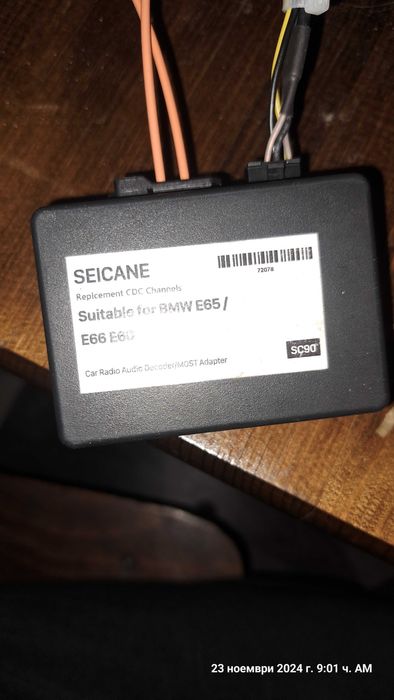 SEICANE
72078
Replcement CDC Channels
Suitable for BMW E65 /
E66 E60
SC90
Car Radio Audio Decoder/MOST Adapter
23 ноември 2024 г. 9:01 ч. AM